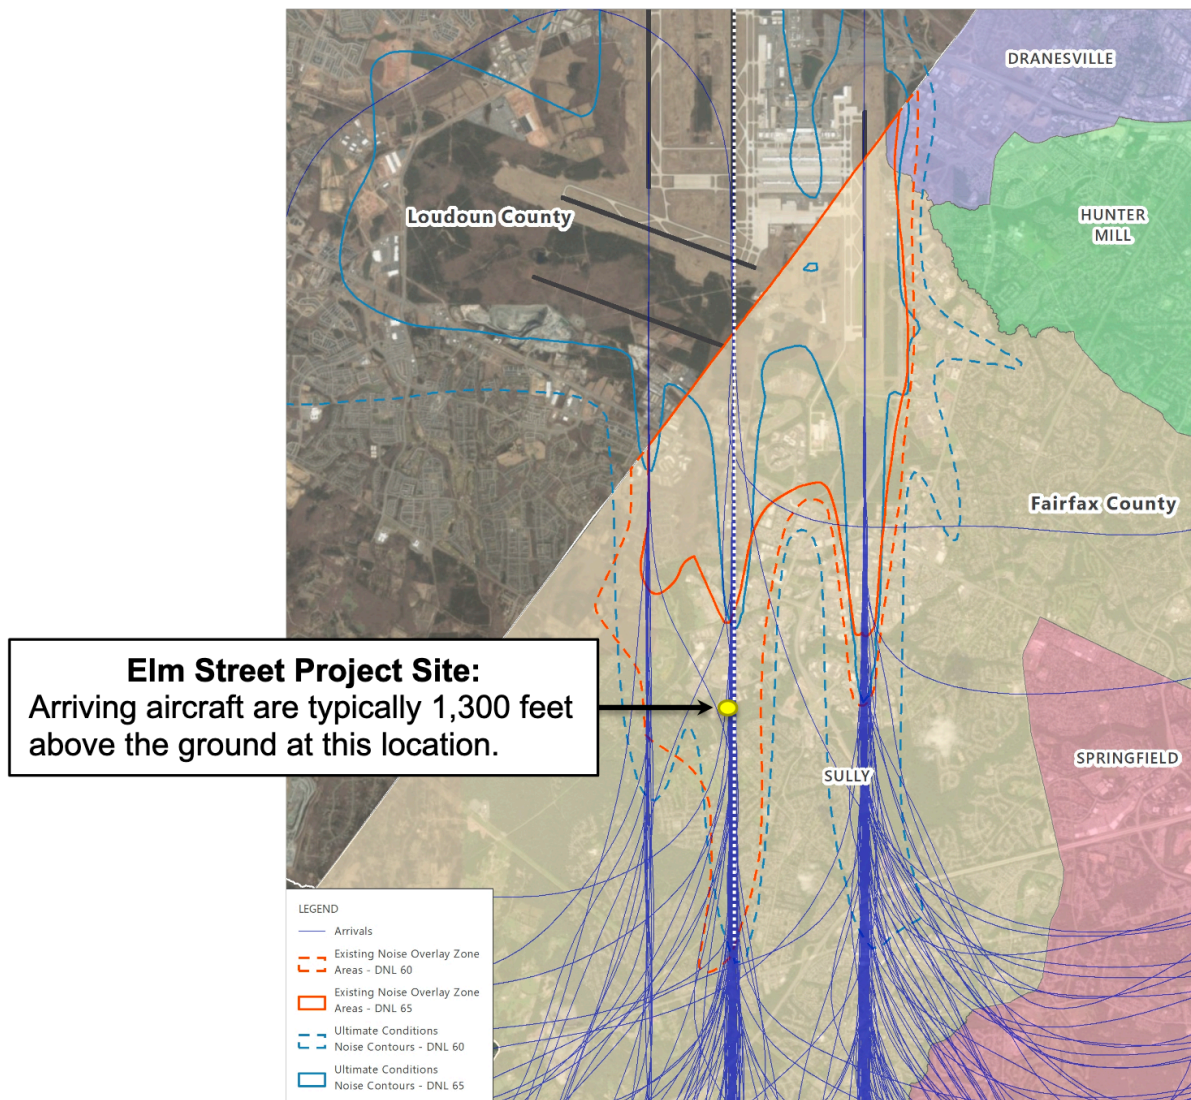 DRANESVILLE
HUNTER
MILL
Loudoun County
Fairfax County
Elm Street Project Site:
Arriving aircraft are typically 1,300 feet
above the ground at this location.
SPRINGFIELD
SULLY
LEGEND
Arrivals
Existing Noise Overlay Zone
Areas - DNL 60
Existing Noise Overlay Zone
Areas - DNL 65
Ultimate Conditions
Noise Contours - DNL 60
Ultimate Conditions
Noise Contours - DNL 65